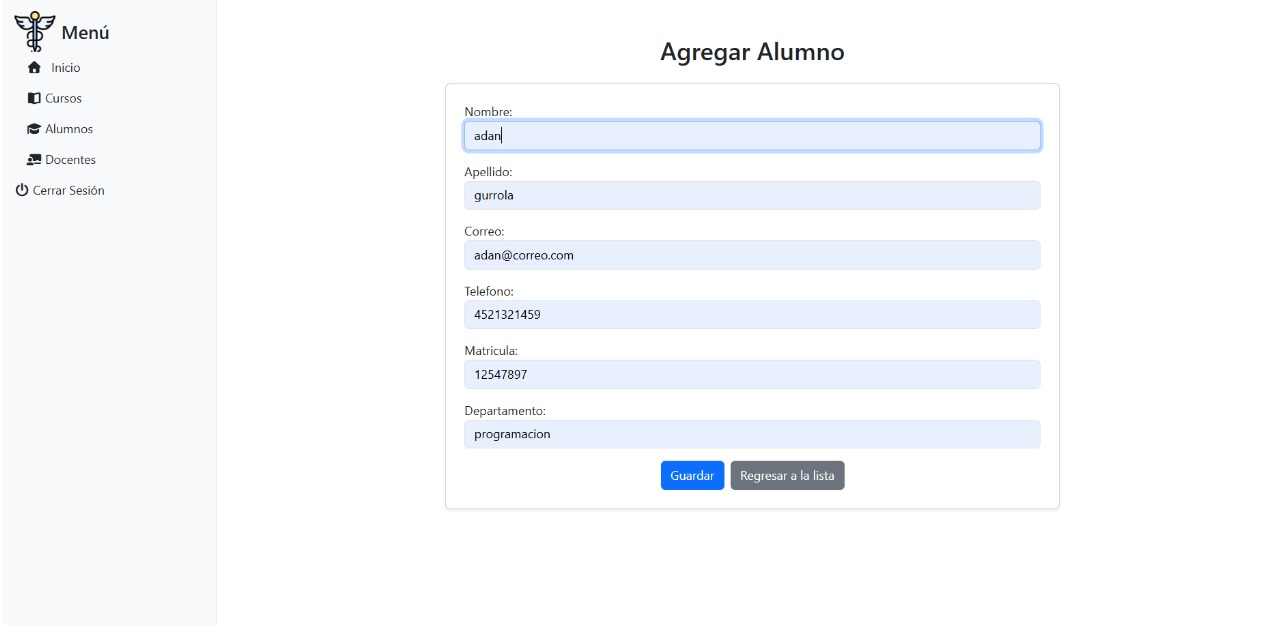 Menú
Inicio
Cursos
Alumnos
Docentes
Cerrar Sesión
Agregar Alumno
Nombre:
adan
Apellido:
gurrola
Correo:
adan@correo.com
Telefono:
4521321459
Matricula:
12547897
Departamento:
programacion
Guardar Regresar a la lista